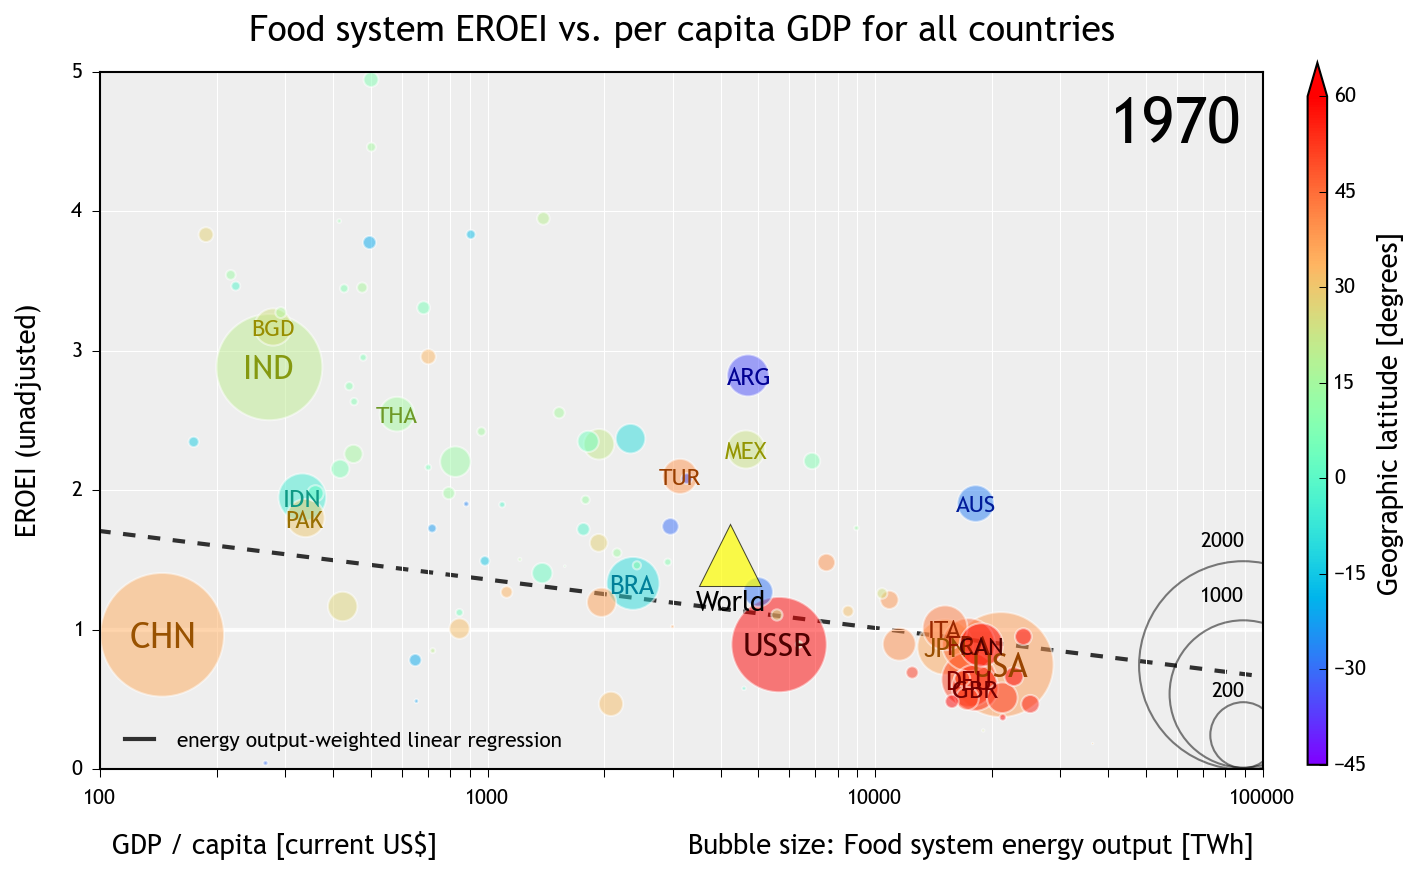 Food system EROEI vs. per capita GDP for all countries
1970
EROEI (unadjusted)
5
4
3
2
1
0
BGD
IND
THA
IDN
PAK
CHN
ARG
MEX
TUR
AUS
BRA
World
USSR
ITA
JPN
CAN
USA
DEU
GBR
2000
1000
200
energy output-weighted linear regression
100
1000
10000
100000
GDP / capita [current US$]
Bubble size: Food system energy output [TWh]
60
45
30
15
0
−15
−30
−45
Geographic latitude [degrees]